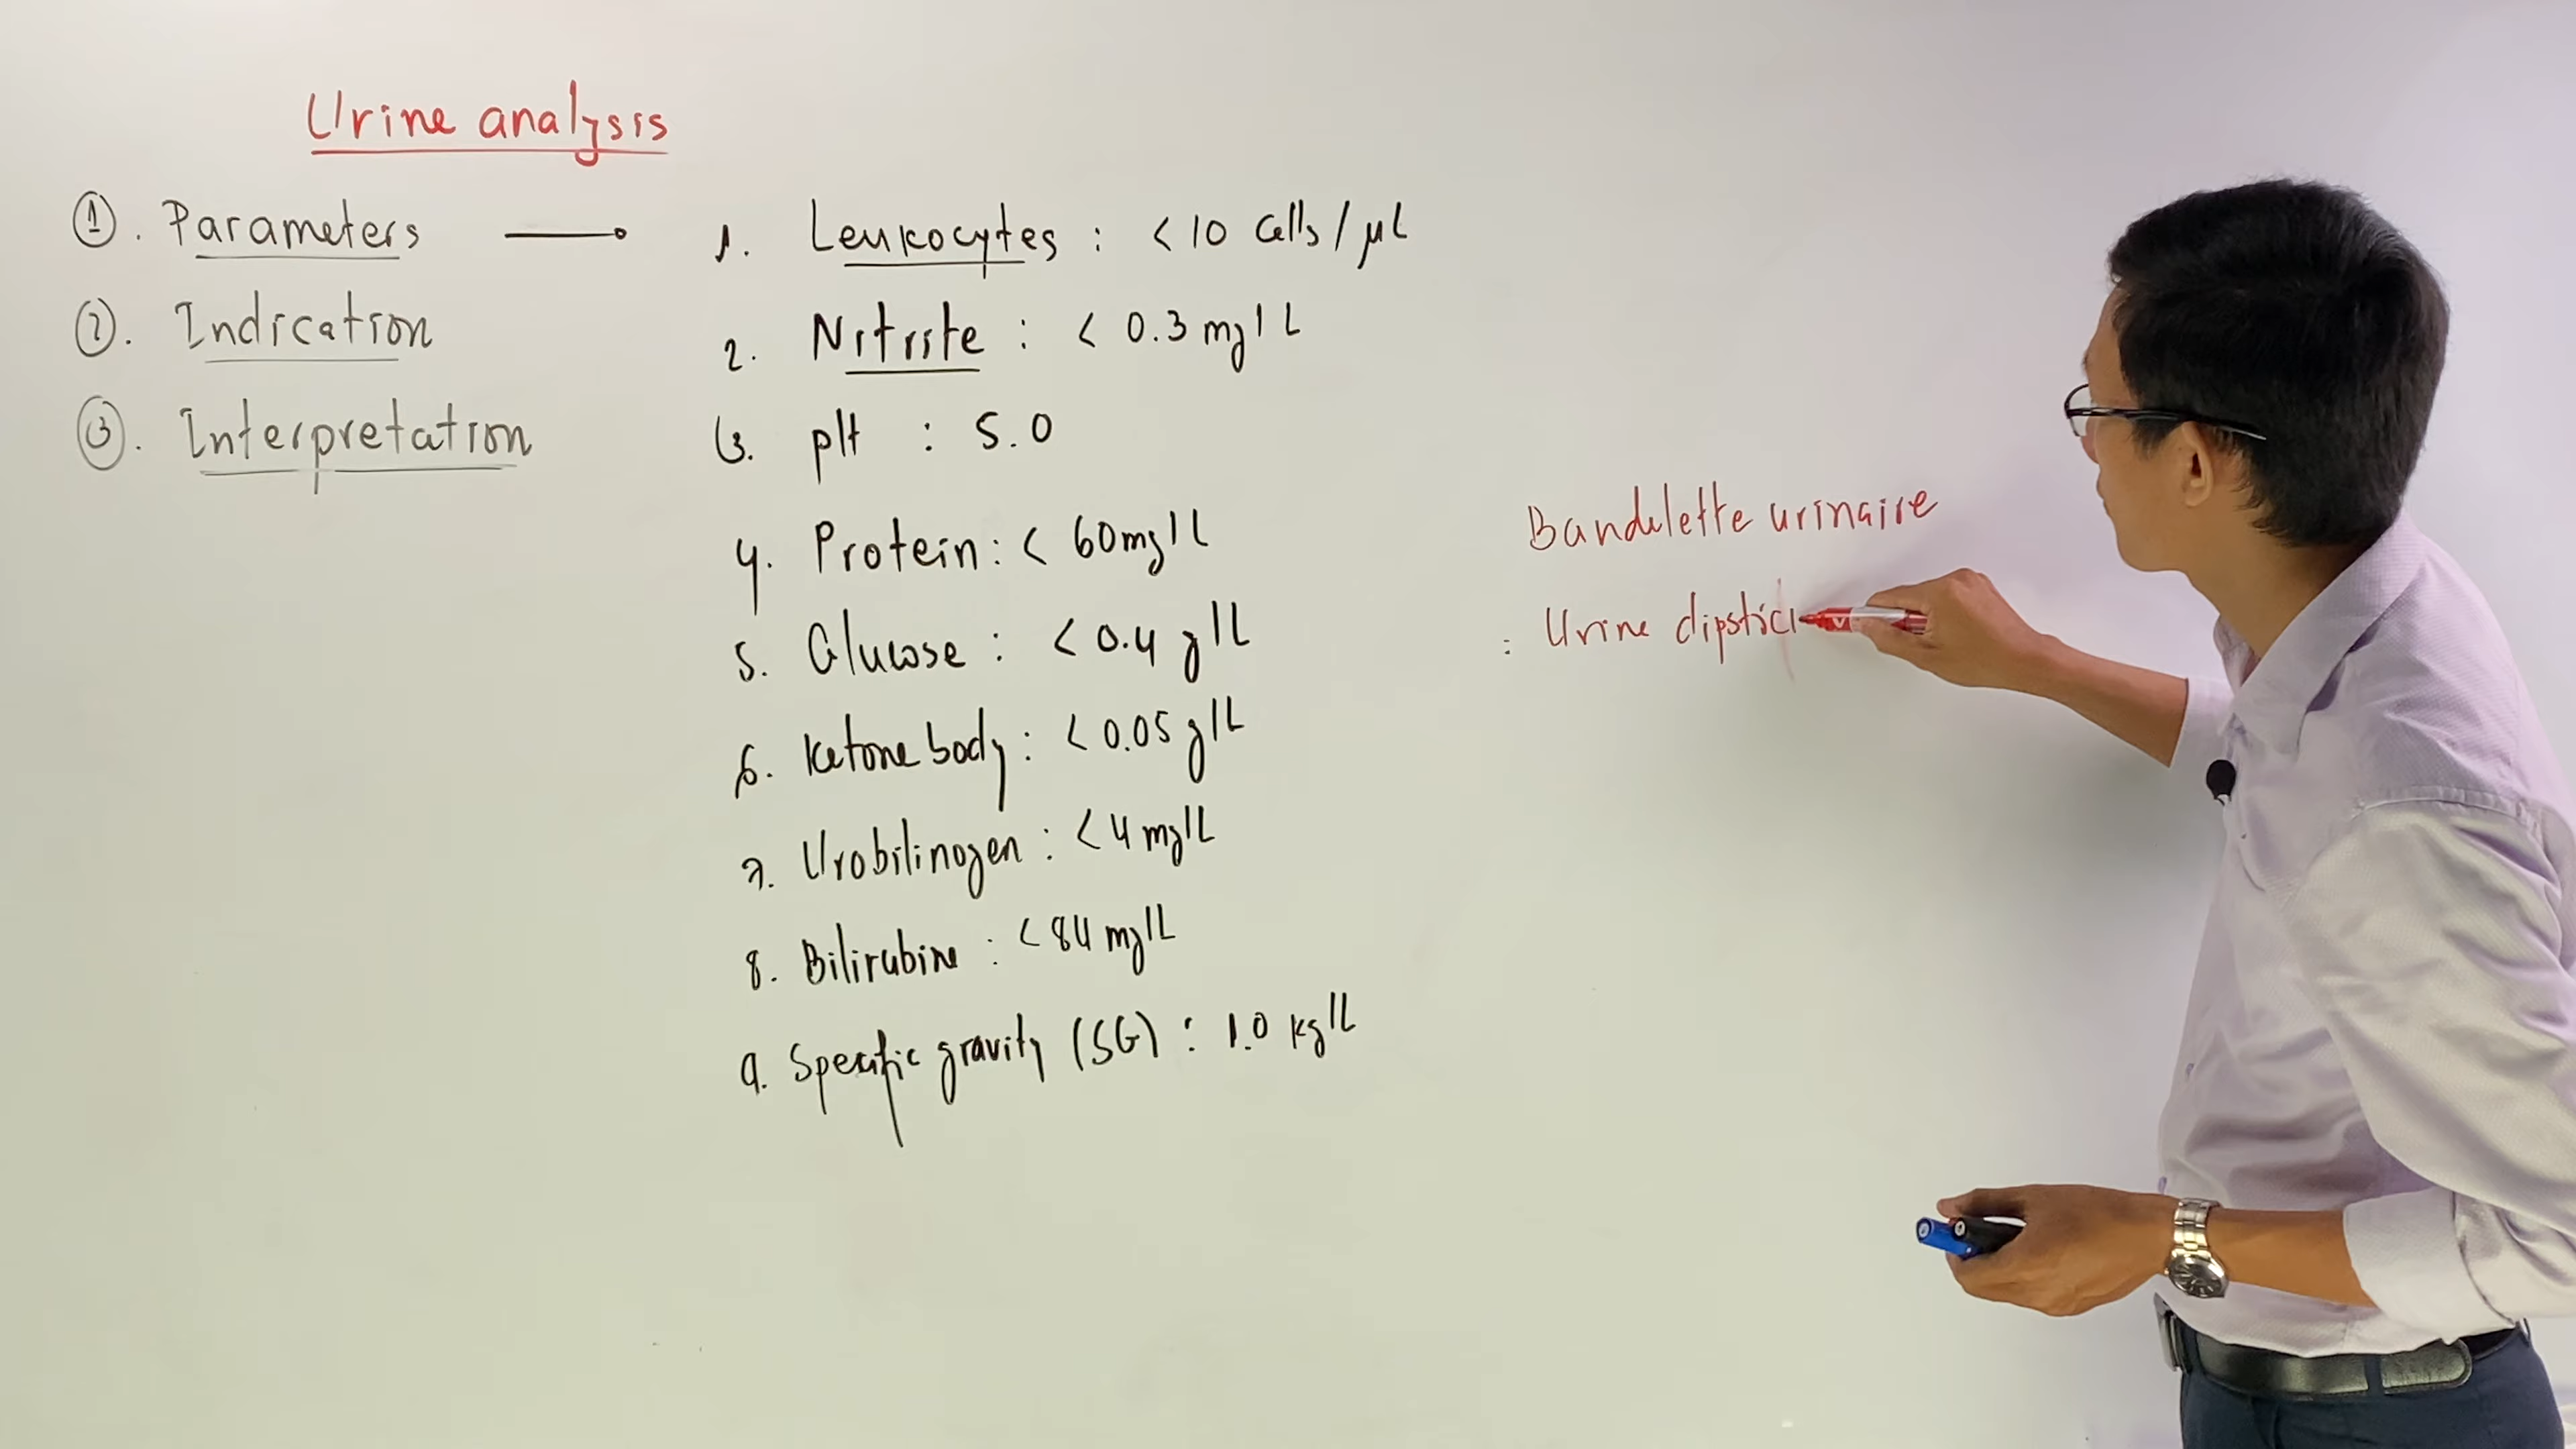 Urine analysis
①. Parameters
②. Indication
③. Interpretation
1. Leukocytes : < 10 cells/µL
2. Nitrite : < 0.3 mg/L
3. pH : 5.0
4. Protein : < 60mg/L
5. Glucose : < 0.4 g/L
6. Ketone body : < 0.05 g/L
7. Urobilinogen : < 4 mg/L
8. Bilirubine : < 84 mg/L
9. Specific gravity (SG) : 1.0 kg/L
Bandelette urinaire
: Urine dipstick